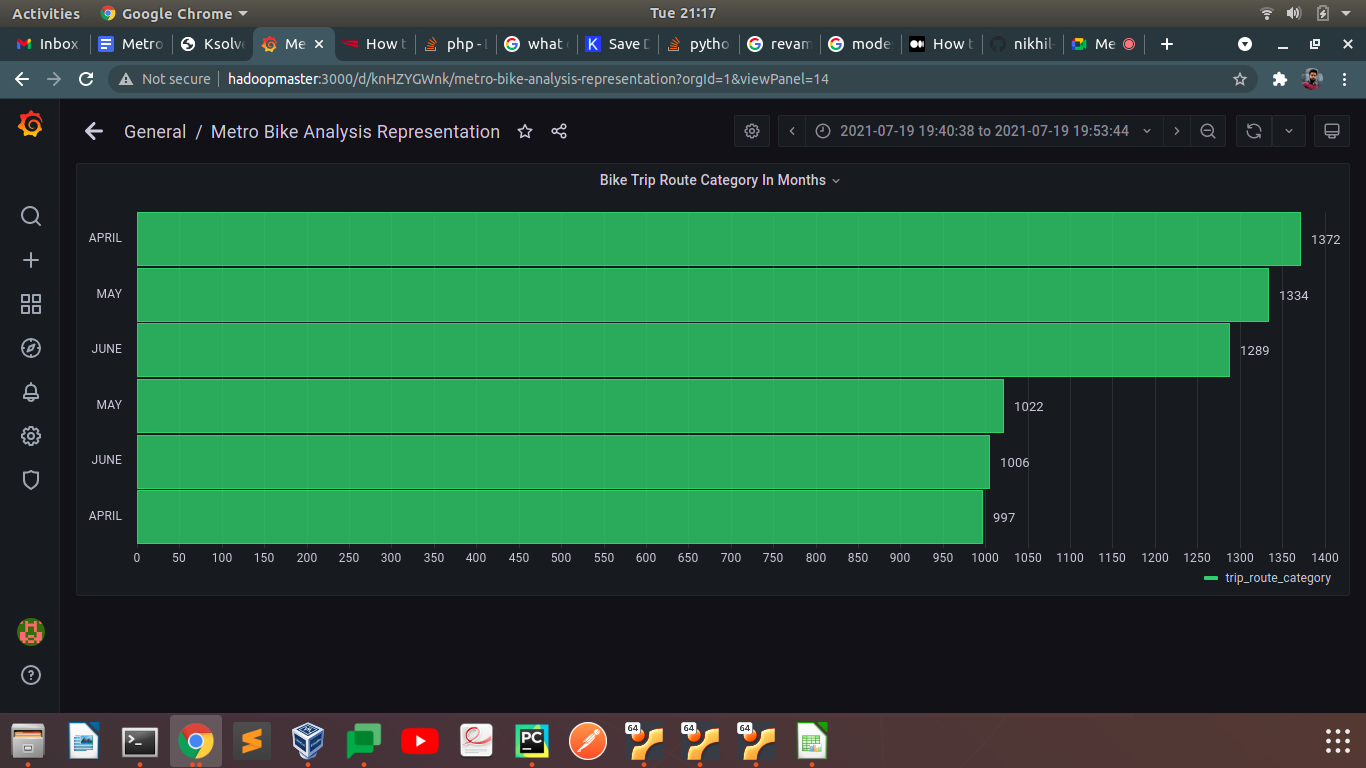 Activities Google Chrome Tue 21:17
Inbox Metro Ksolve Me How t php - what Save D pytho revam mode How t nikhil Me
Not secure hadoopmaster:3000/d/knHZYGWnk/metro-bike-analysis-representation?orgId=1&viewPanel=14
General / Metro Bike Analysis Representation 2021-07-19 19:40:38 to 2021-07-19 19:53:44
Bike Trip Route Category In Months
APRIL 1372
MAY 1334
JUNE 1289
MAY 1022
JUNE 1006
APRIL 997
0 50 100 150 200 250 300 350 400 450 500 550 600 650 700 750 800 850 900 950 1000 1050 1100 1150 1200 1250 1300 1350 1400
trip_route_category
PC 64 64 64